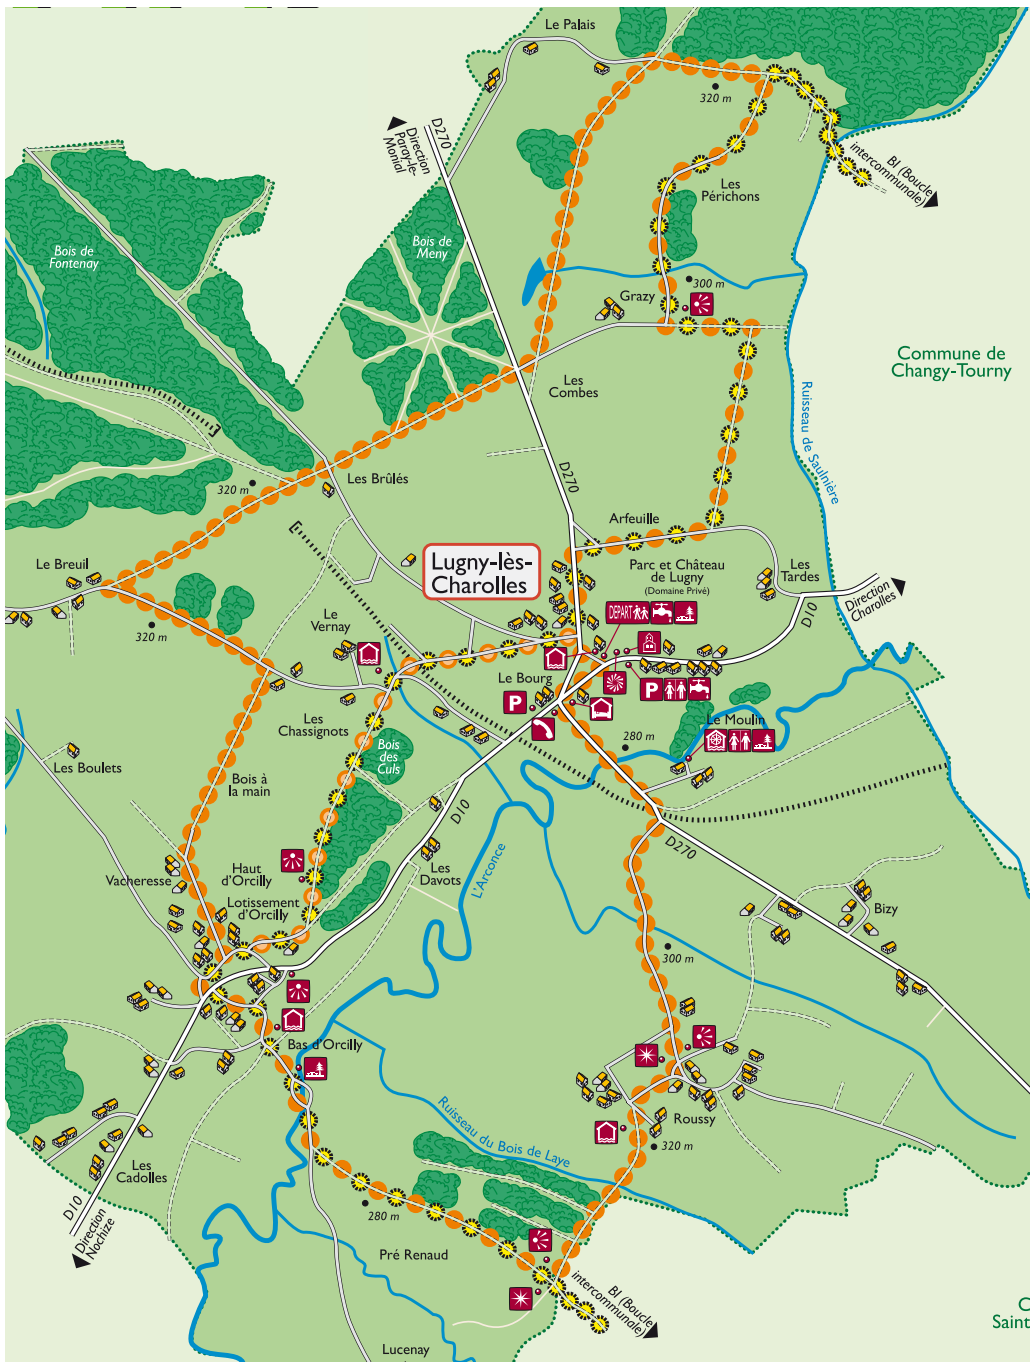 Le Palais
320 m
D270
Direction
Paray-le-
Monial
BI (Boucle
intercommunale)
Les
Périchons
Bois de
Fontenay
Bois de
Meny
300 m
Grazy
Commune de
Changy-Tourny
Les
Combes
Ruisseau de Saulnière
D270
320 m
Les Brûlés
Arfeuille
Lugny-lès-
Charolles
Parc et Château
de Lugny
(Domaine Privé)
Les
Tardes
Le Breuil
320 m
Direction
Charolles
D10
DEPART
Le
Vernay
Le Bourg
P
P
Les
Chassignots
Le Moulin
280 m
Bois
des
Culs
Les Boulets
Bois à
la main
D10
D270
L'Arconce
Les
Davots
Haut
d'Orcilly
Vacheresse
Lotissement
d'Orcilly
Bizy
300 m
Bas d'Orcilly
Roussy
320 m
Ruisseau du Bois de Laye
Les
Cadolles
D10
Direction
Nochize
280 m
Pré Renaud
BI (Boucle
intercommunale)
C
Saint
Lucenay